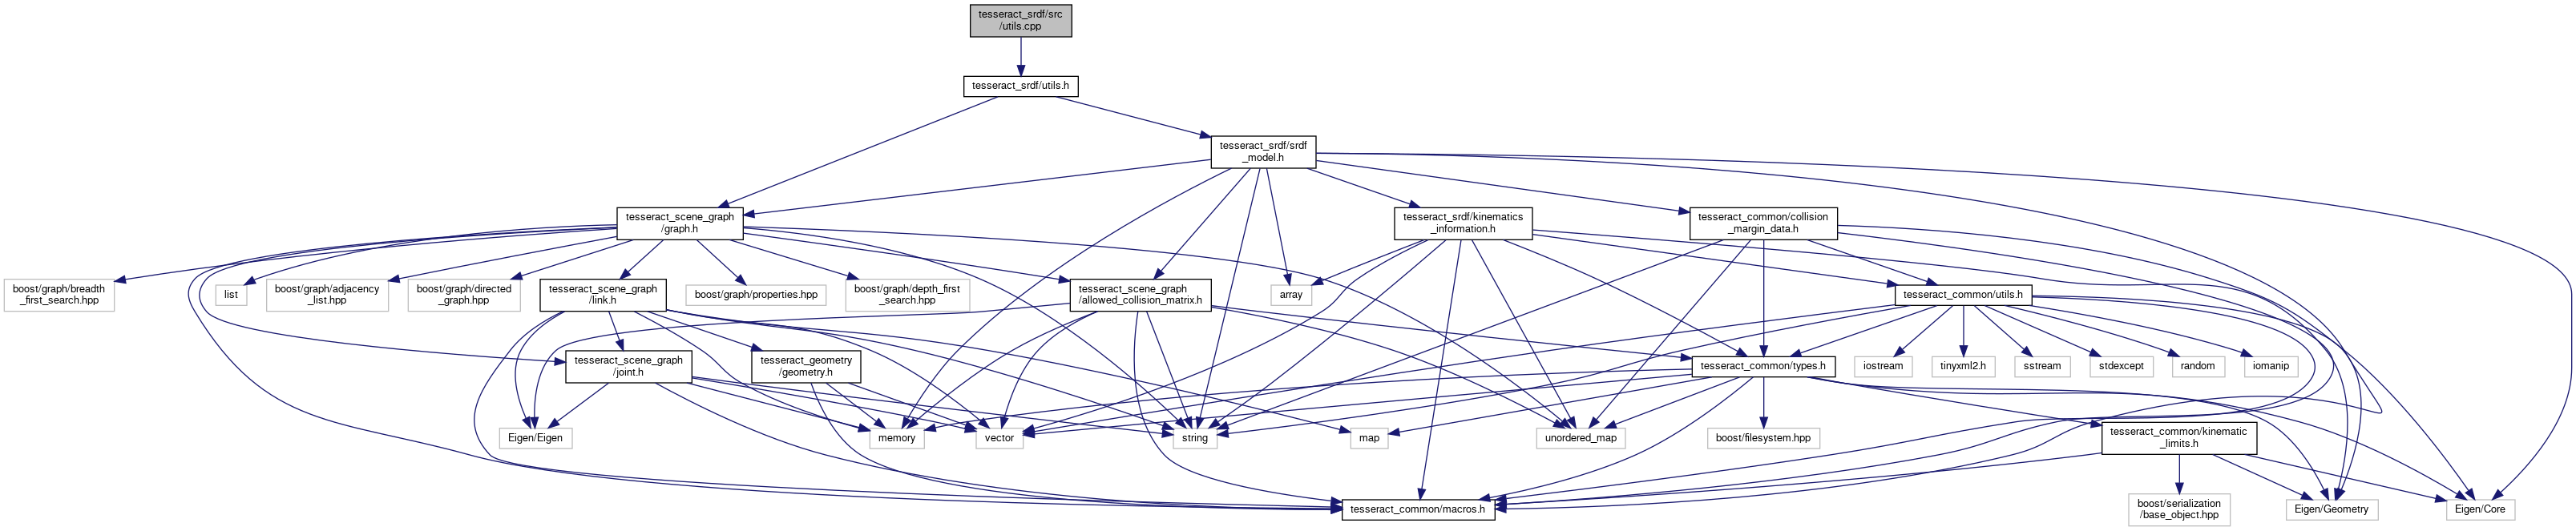 tesseract_srdf/src
/utils.cpp
tesseract_srdf/utils.h
tesseract_srdf/srdf
_model.h
tesseract_scene_graph
/graph.h
tesseract_srdf/kinematics
_information.h
tesseract_common/collision
_margin_data.h
boost/graph/breadth
_first_search.hpp
list
boost/graph/adjacency
_list.hpp
boost/graph/directed
_graph.hpp
tesseract_scene_graph
/link.h
boost/graph/properties.hpp
boost/graph/depth_first
_search.hpp
tesseract_scene_graph
/allowed_collision_matrix.h
array
tesseract_common/utils.h
tesseract_scene_graph
/joint.h
tesseract_geometry
/geometry.h
tesseract_common/types.h
iostream
tinyxml2.h
sstream
stdexcept
random
iomanip
Eigen/Eigen
memory
vector
string
map
unordered_map
boost/filesystem.hpp
tesseract_common/kinematic
_limits.h
tesseract_common/macros.h
boost/serialization
/base_object.hpp
Eigen/Geometry
Eigen/Core